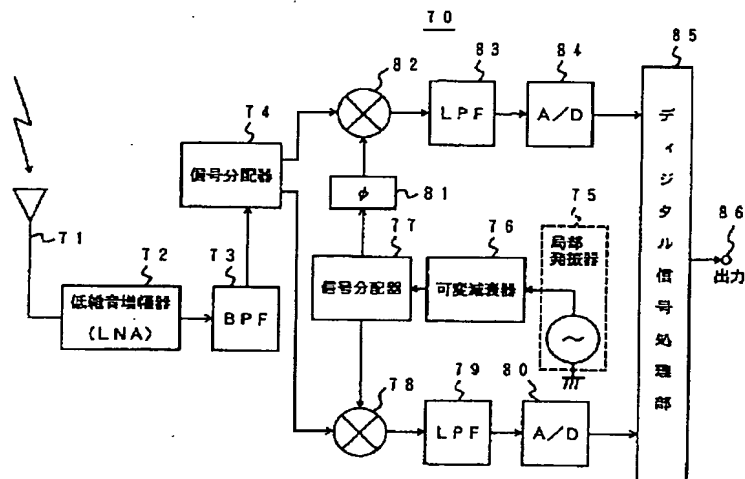 70
82
83
84
85
74
LPF
A/D
信号分配器
φ
81
75
71
72
73
77
76
局部
発振器
86
低雑音増幅器
(LNA)
BPF
信号分配器
可変減衰器
～
出力
78
79
80
LPF
A/D
ディジタル信号処理部